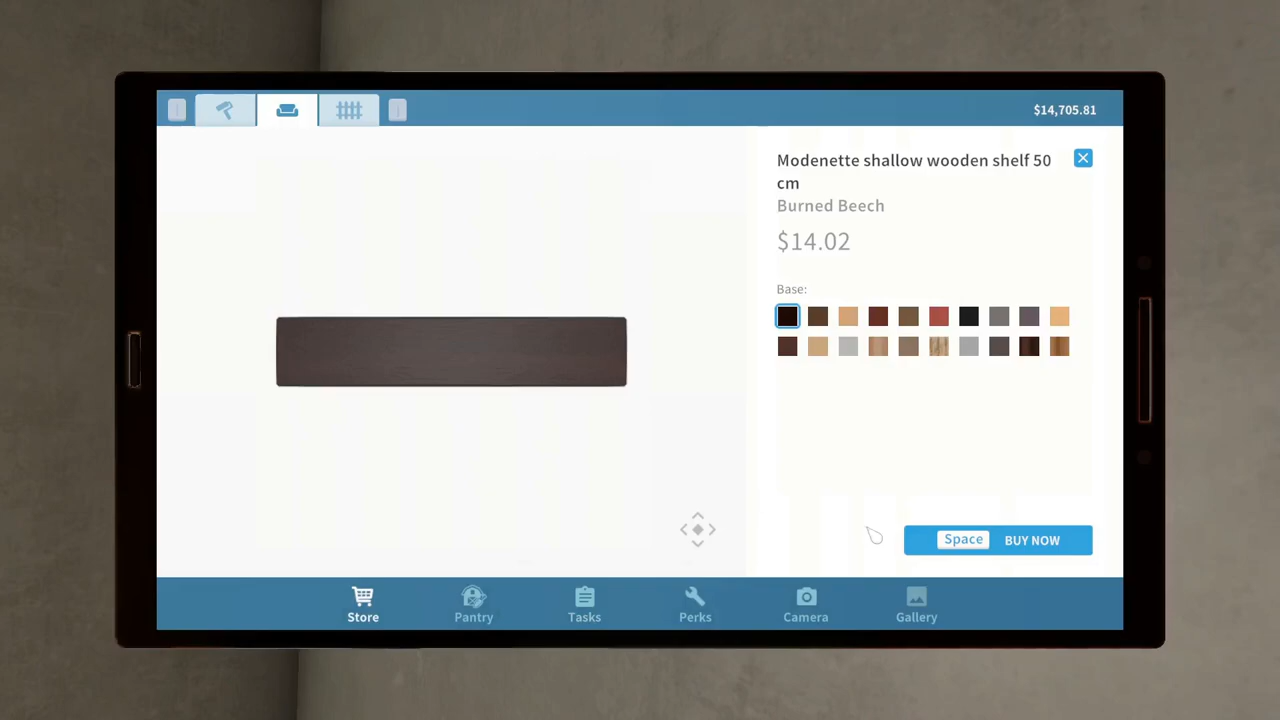 $14,705.81
Modenette shallow wooden shelf 50
cm
Burned Beech
$14.02
Base:
Space BUY NOW
Store Pantry Tasks Perks Camera Gallery